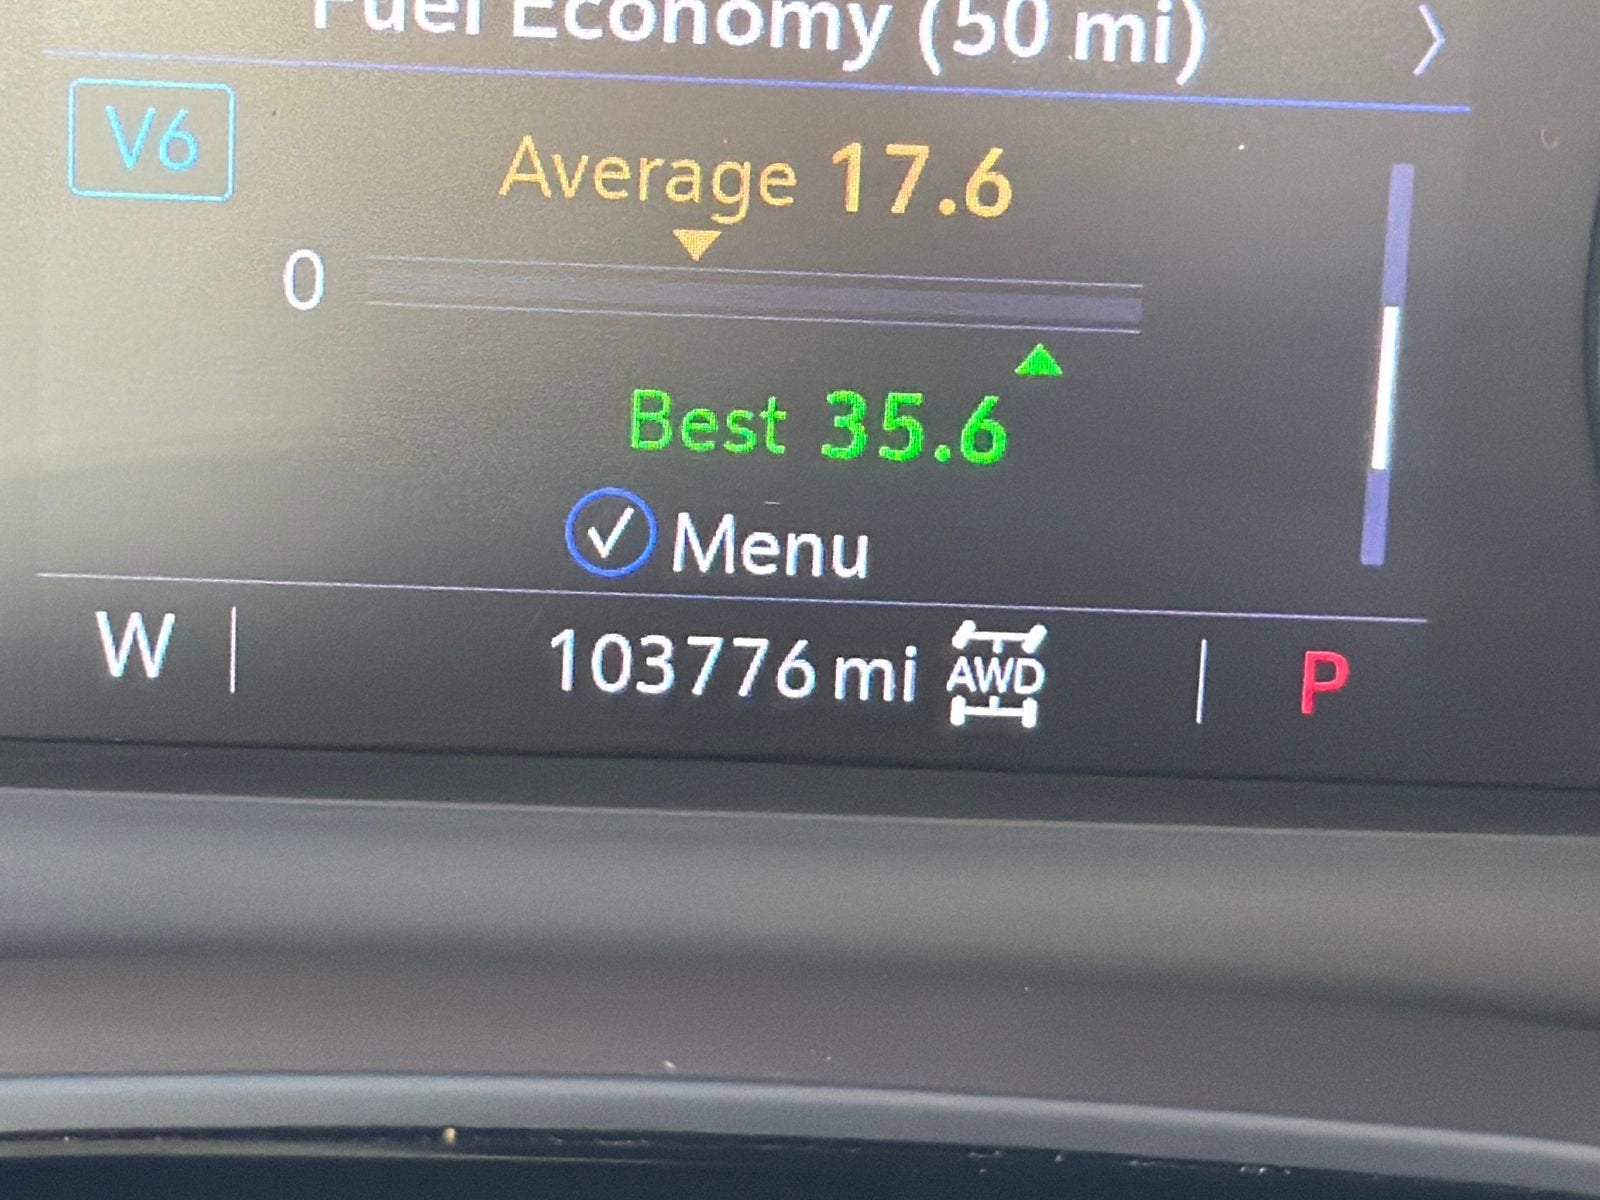 Fuel Economy (50 mi)
V6
Average 17.6
0
Best 35.6
Menu
W
103776 mi AWD
P